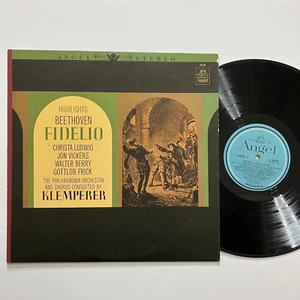 ANGEL STEREO
Angel
HIGHLIGHTS
BEETHOVEN
FIDELIO
CHRISTA LUDWIG
JON VICKERS
WALTER BERRY
GOTTLOB FRICK
THE PHILHARMONIA ORCHESTRA
AND CHORUS CONDUCTED BY
KLEMPERER
Angel